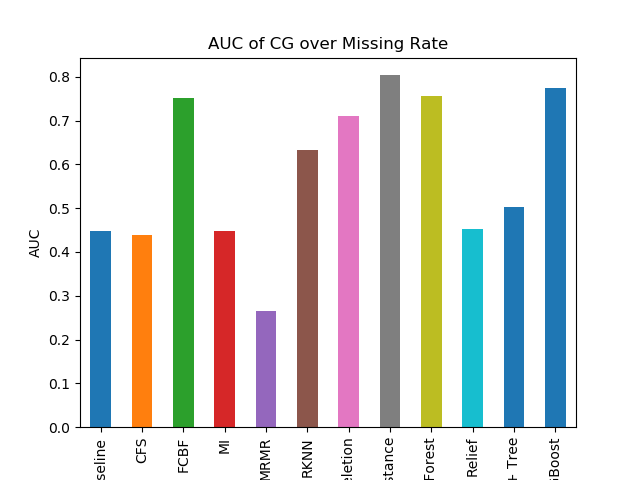 AUC of CG over Missing Rate
AUC
0.8
0.7
0.6
0.5
0.4
0.3
0.2
0.1
0.0
seline
CFS
FCBF
MI
MRMR
RKNN
eletion
stance
Forest
Relief
+ Tree
Boost